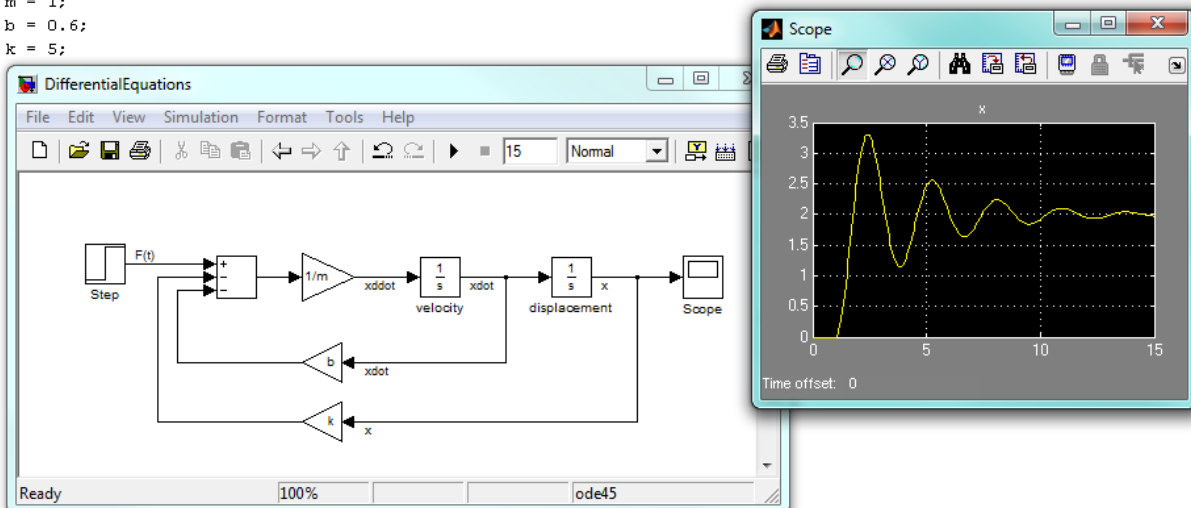 m = 1;
b = 0.6;
k = 5;
DifferentialEquations
File Edit View Simulation Format Tools Help
15 Normal
F(t)
Step
+
−
−
1/m
xddot
1
s
velocity
xdot
1
s
displacement
x
Scope
b
xdot
k
x
Ready 100% ode45
Scope
x
3.5
3
2.5
2
1.5
1
0.5
0
0 5 10 15
Time offset: 0